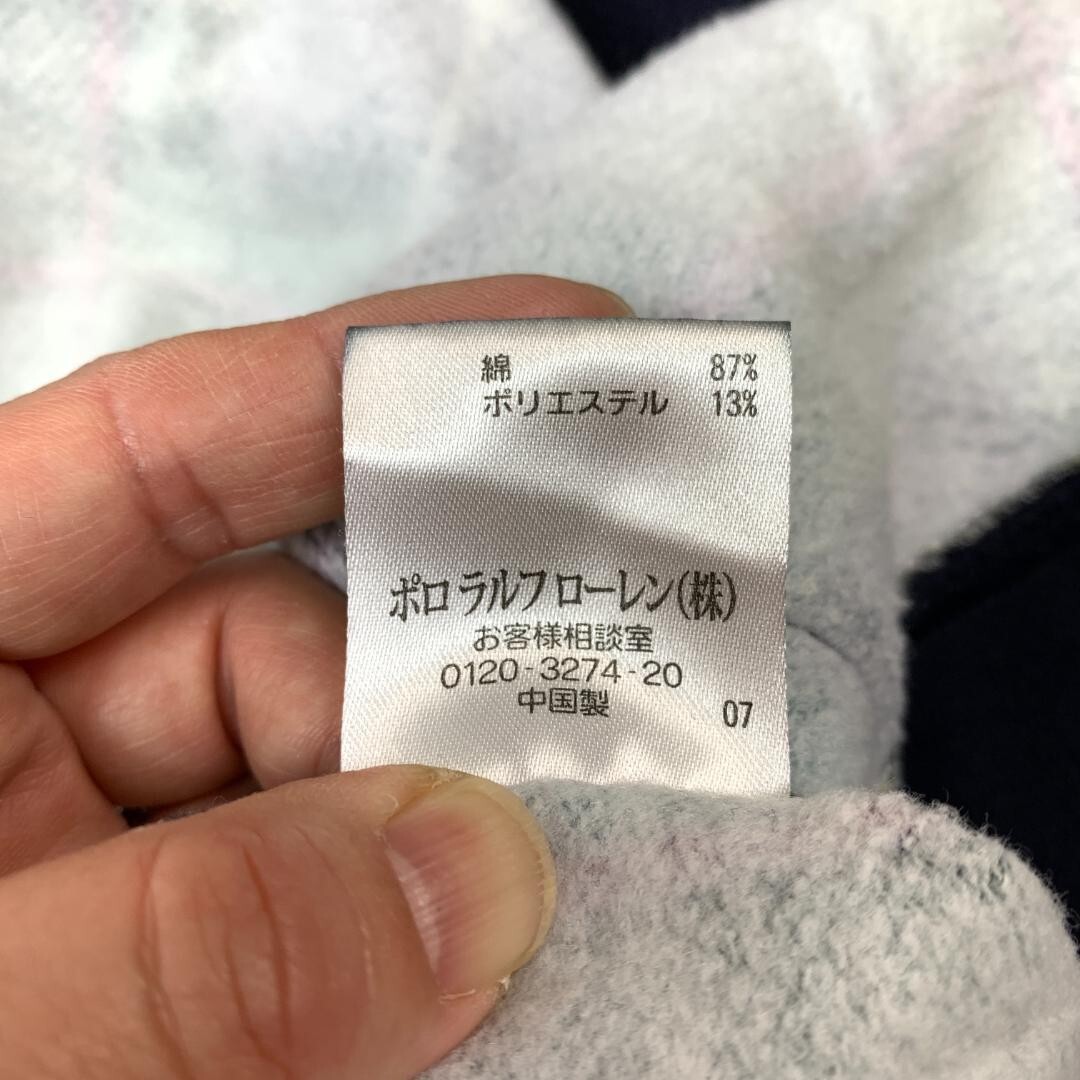 綿 87%
ポリエステル 13%
ポロ ラルフ ローレン(株)
お客様相談室
0120-3274-20
中国製 07